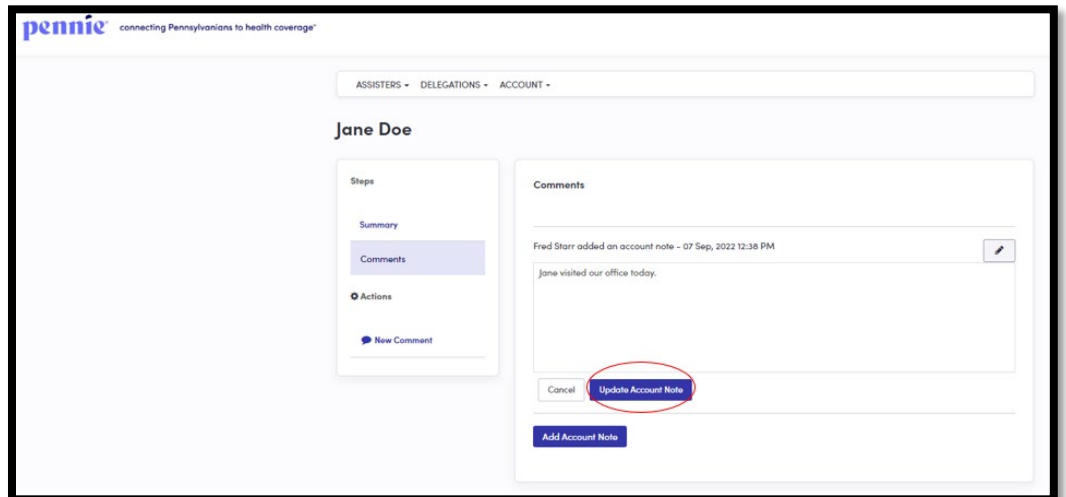 pennie connecting Pennsylvanians to health coverage™
ASSISTERS DELEGATIONS ACCOUNT
Jane Doe
Steps
Summary
Comments
Actions
New Comment
Comments
Fred Starr added an account note - 07 Sep, 2022 12:38 PM
Jane visited our office today.
Cancel Update Account Note
Add Account Note